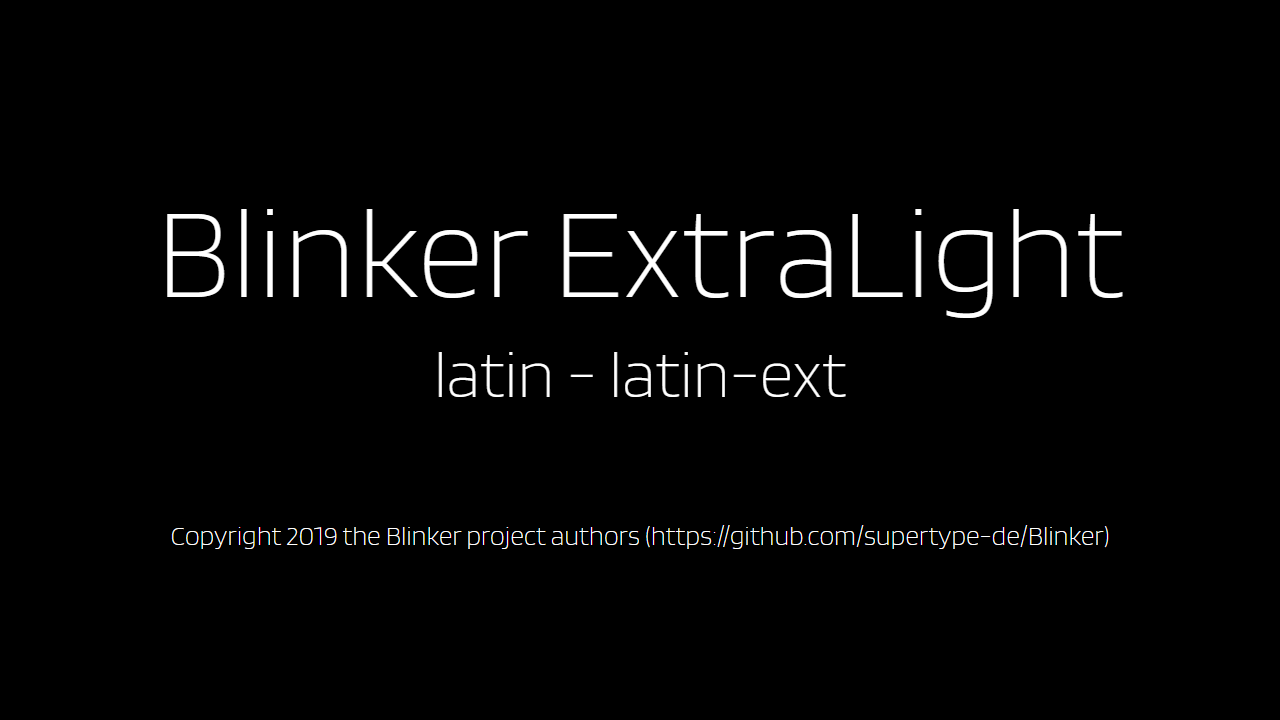 Blinker ExtraLight
latin - latin-ext
Copyright 2019 the Blinker project authors (https://github.com/supertype-de/Blinker)